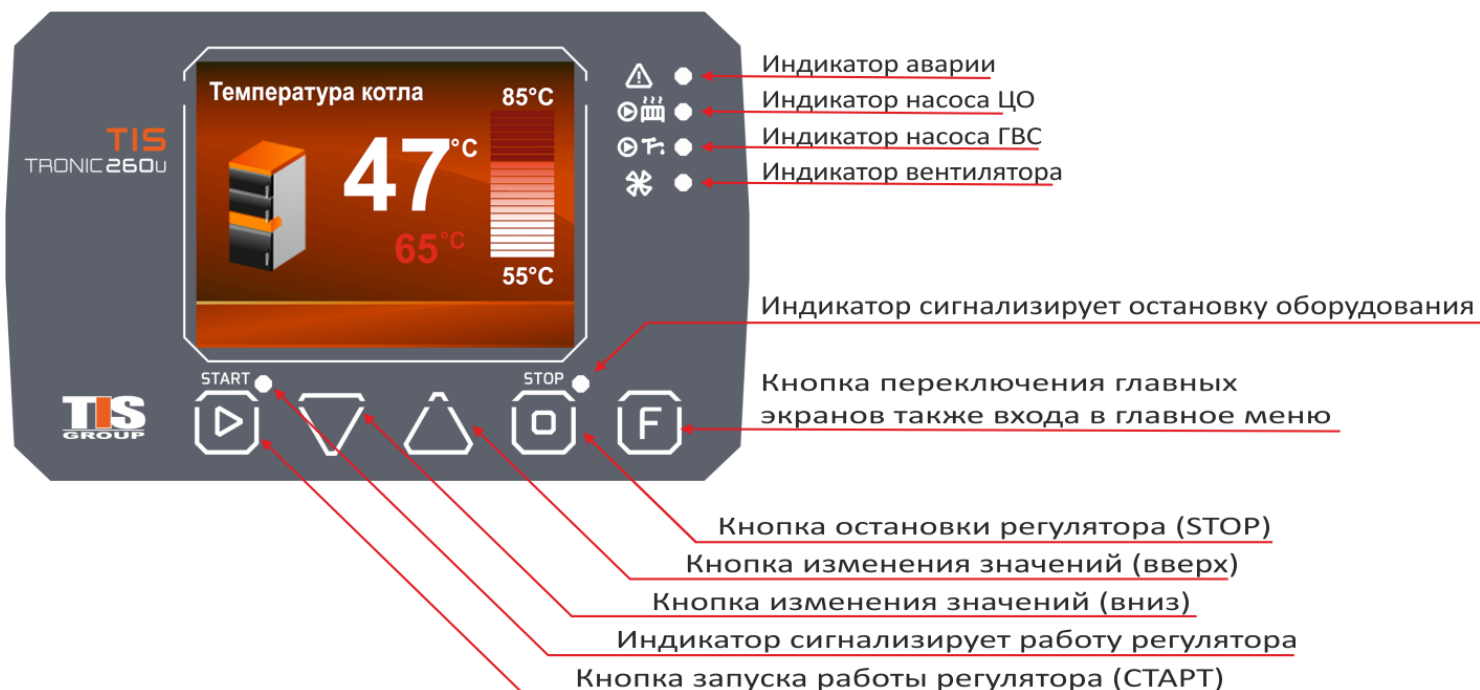 Индикатор аварии
Температура котла
85°C
Индикатор насоса ЦО
TIS
47°C
Индикатор насоса ГВС
TRONIC 260U
Индикатор вентилятора
65°C
55°C
Индикатор сигнализирует остановку оборудования
START
STOP
Кнопка переключения главных
экранов также входа в главное меню
TIS
GROUP
F
Кнопка остановки регулятора (STOP)
Кнопка изменения значений (вверх)
Кнопка изменения значений (вниз)
Индикатор сигнализирует работу регулятора
Кнопка запуска работы регулятора (СТАРТ)